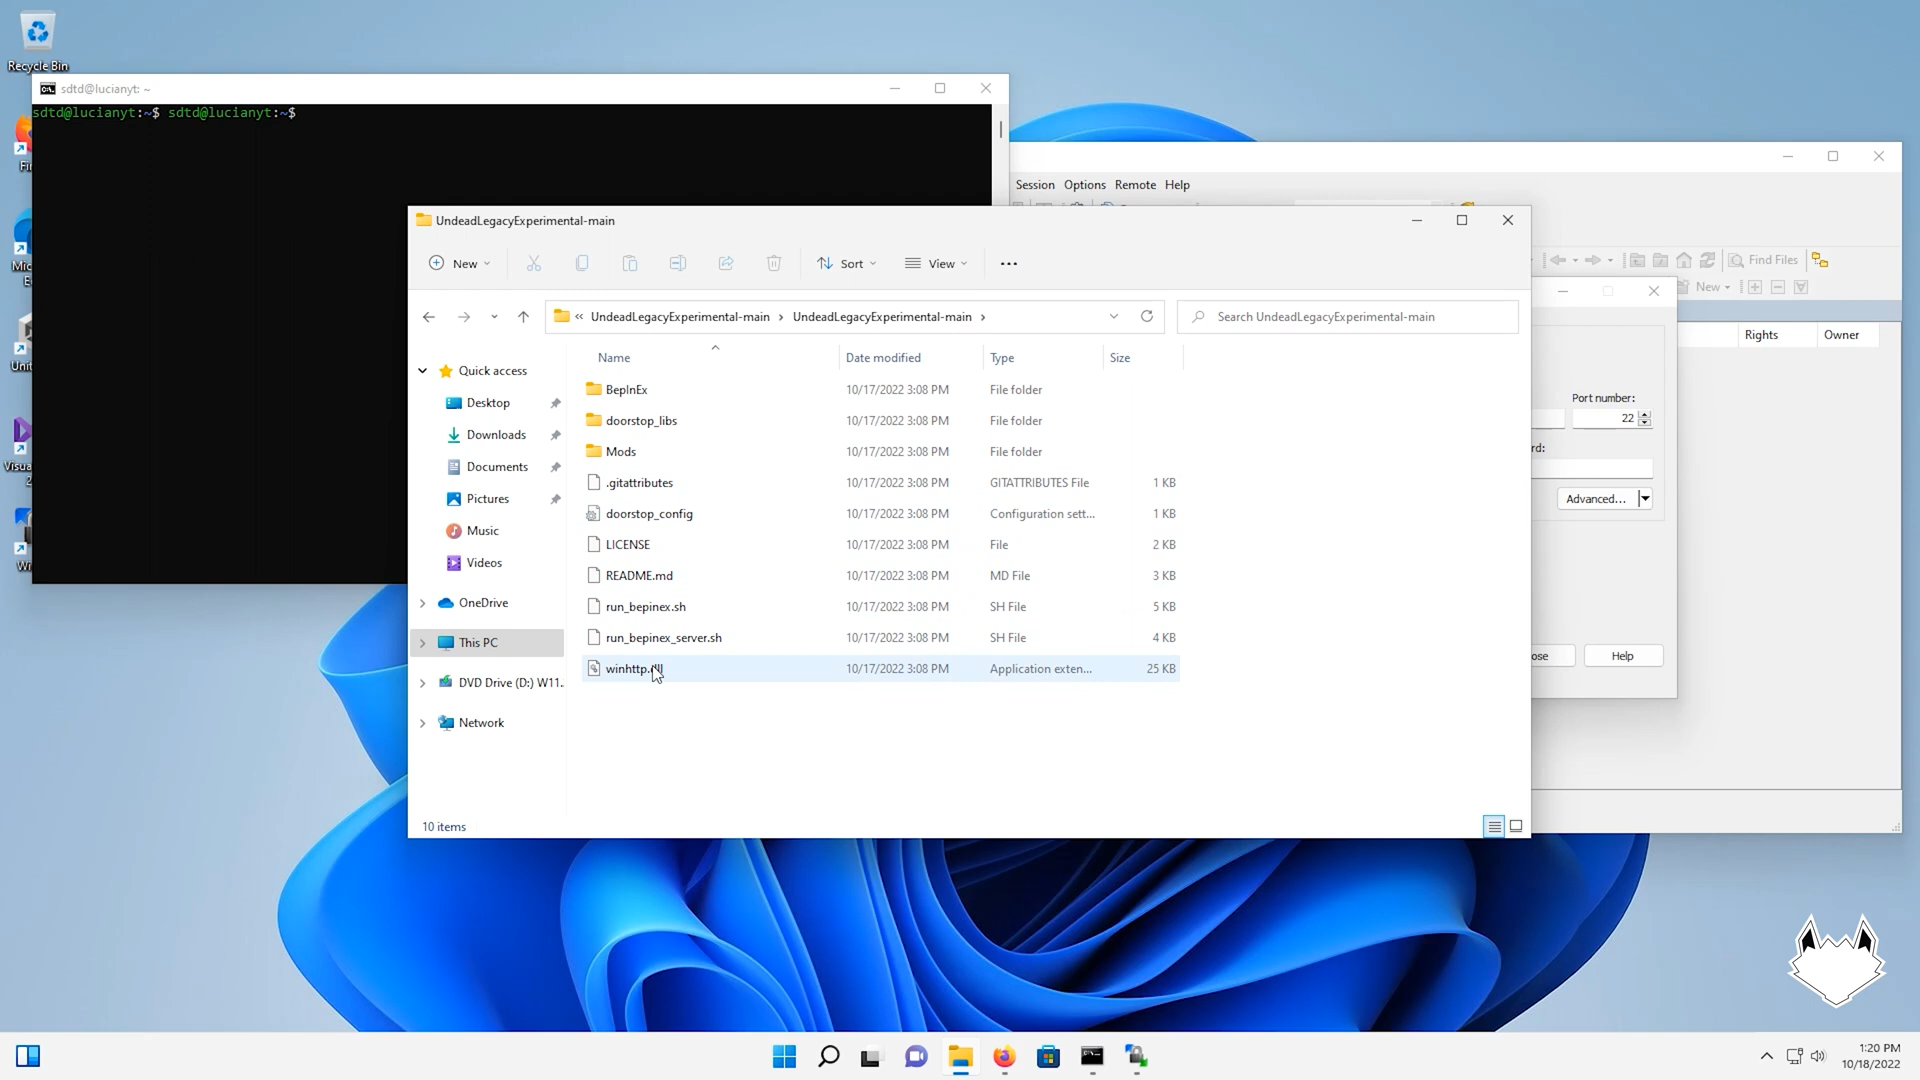 Recycle Bin
sdtd@lucianyt: ~
sdtd@lucianyt:~$ sdtd@lucianyt:~$
Session Options Remote Help
UndeadLegacyExperimental-main
New Sort View
Find Files
New
« UndeadLegacyExperimental-main › UndeadLegacyExperimental-main ›
Search UndeadLegacyExperimental-main
Rights Owner
Name Date modified Type Size
Quick access
Desktop
Downloads
Documents
Pictures
Music
Videos
OneDrive
This PC
DVD Drive (D:) W11.
Network
BepInEx 10/17/2022 3:08 PM File folder
doorstop_libs 10/17/2022 3:08 PM File folder
Mods 10/17/2022 3:08 PM File folder
.gitattributes 10/17/2022 3:08 PM GITATTRIBUTES File 1 KB
doorstop_config 10/17/2022 3:08 PM Configuration sett... 1 KB
LICENSE 10/17/2022 3:08 PM File 2 KB
README.md 10/17/2022 3:08 PM MD File 3 KB
run_bepinex.sh 10/17/2022 3:08 PM SH File 5 KB
run_bepinex_server.sh 10/17/2022 3:08 PM SH File 4 KB
winhttp.dll 10/17/2022 3:08 PM Application exten... 25 KB
10 items
Port number:
22
rd:
Advanced...
ose
Help
1:20 PM
10/18/2022